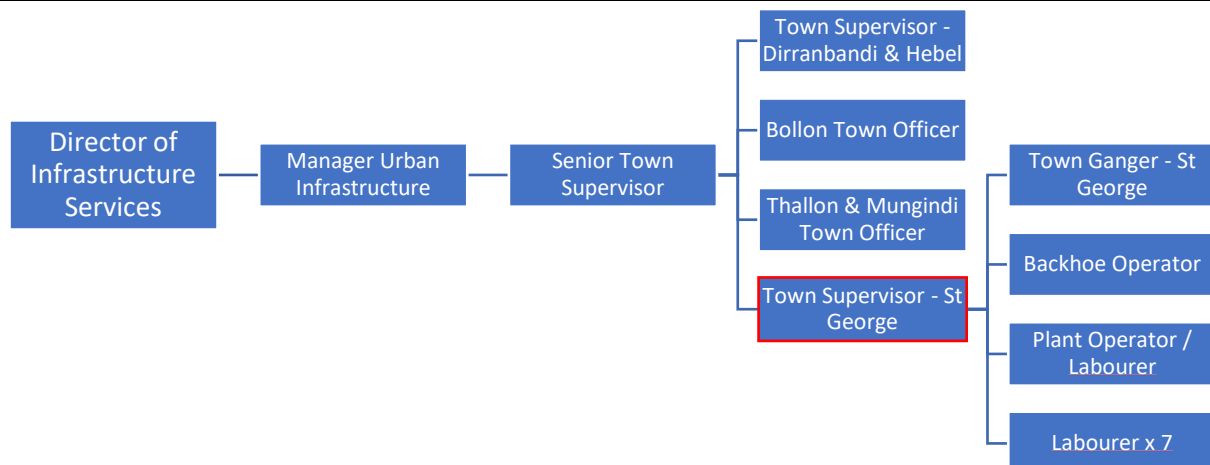 Director of
Infrastructure
Services
Manager Urban
Infrastructure
Senior Town
Supervisor
Town Supervisor -
Dirranbandi & Hebel
Bollon Town Officer
Thallon & Mungindi
Town Officer
Town Supervisor - St
George
Town Ganger - St
George
Backhoe Operator
Plant Operator /
Labourer
Labourer x 7